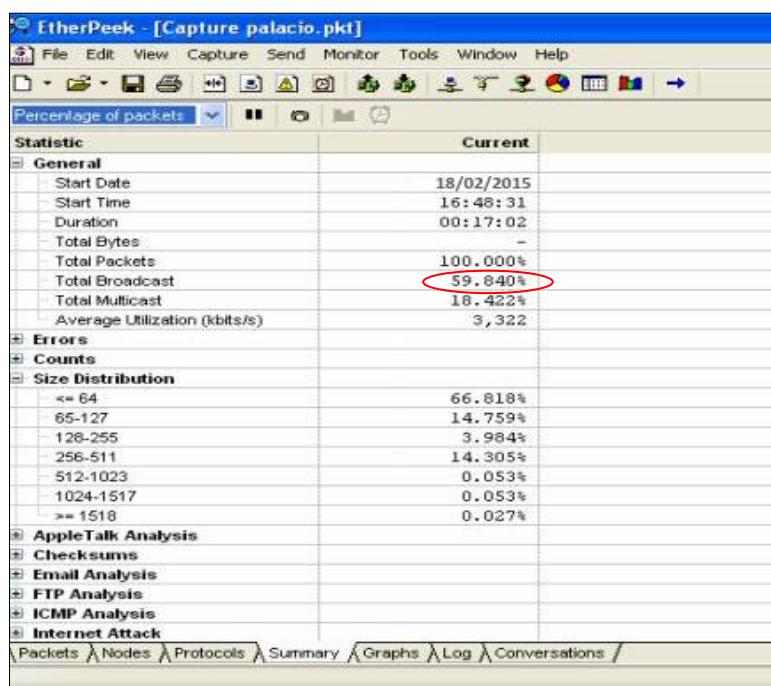 EtherPeek - [Capture palacio.pkt]
File Edit View Capture Send Monitor Tools Window Help
Percentage of packets
Statistic Current
General
Start Date 18/02/2015
Start Time 16:48:31
Duration 00:17:02
Total Bytes -
Total Packets 100.000%
Total Broadcast 59.840%
Total Multicast 18.422%
Average Utilization (kbits/s) 3,322
Errors
Counts
Size Distribution
<= 64 66.818%
65-127 14.759%
128-255 3.984%
256-511 14.305%
512-1023 0.053%
1024-1517 0.053%
>= 1518 0.027%
AppleTalk Analysis
Checksums
Email Analysis
FTP Analysis
ICMP Analysis
Internet Attack
Packets Nodes Protocols Summary Graphs Log Conversations